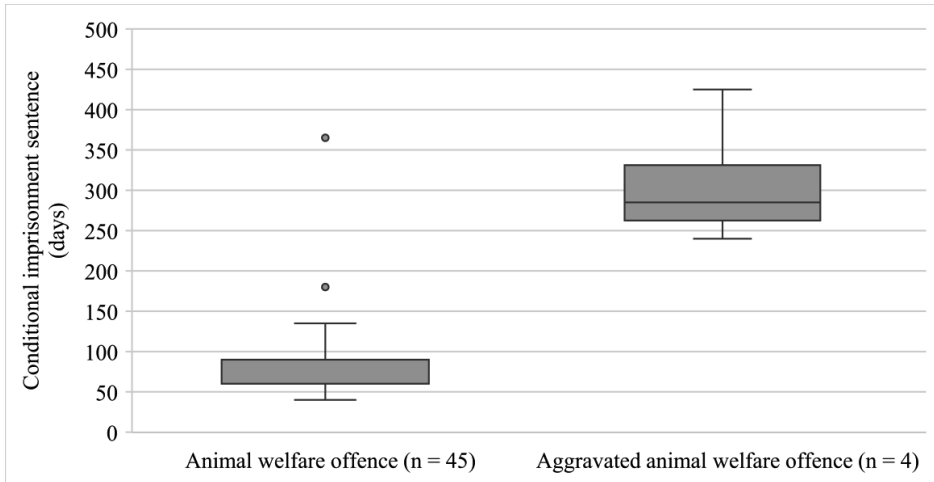 Conditional imprisonment sentence
(days)
500
450
400
350
300
250
200
150
100
50
0
Animal welfare offence (n = 45)
Aggravated animal welfare offence (n = 4)